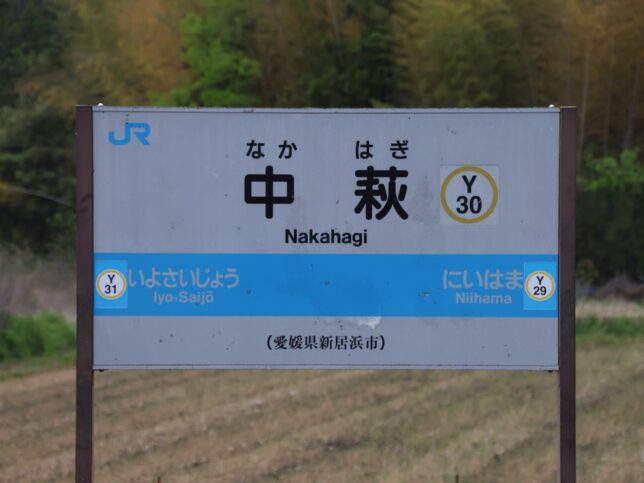 JR
なか はぎ
中 萩
Y
30
Nakahagi
Y
31
いよさいじょう
Iyo-Saijō
にいはま
Niihama
Y
29
(愛媛県新居浜市)